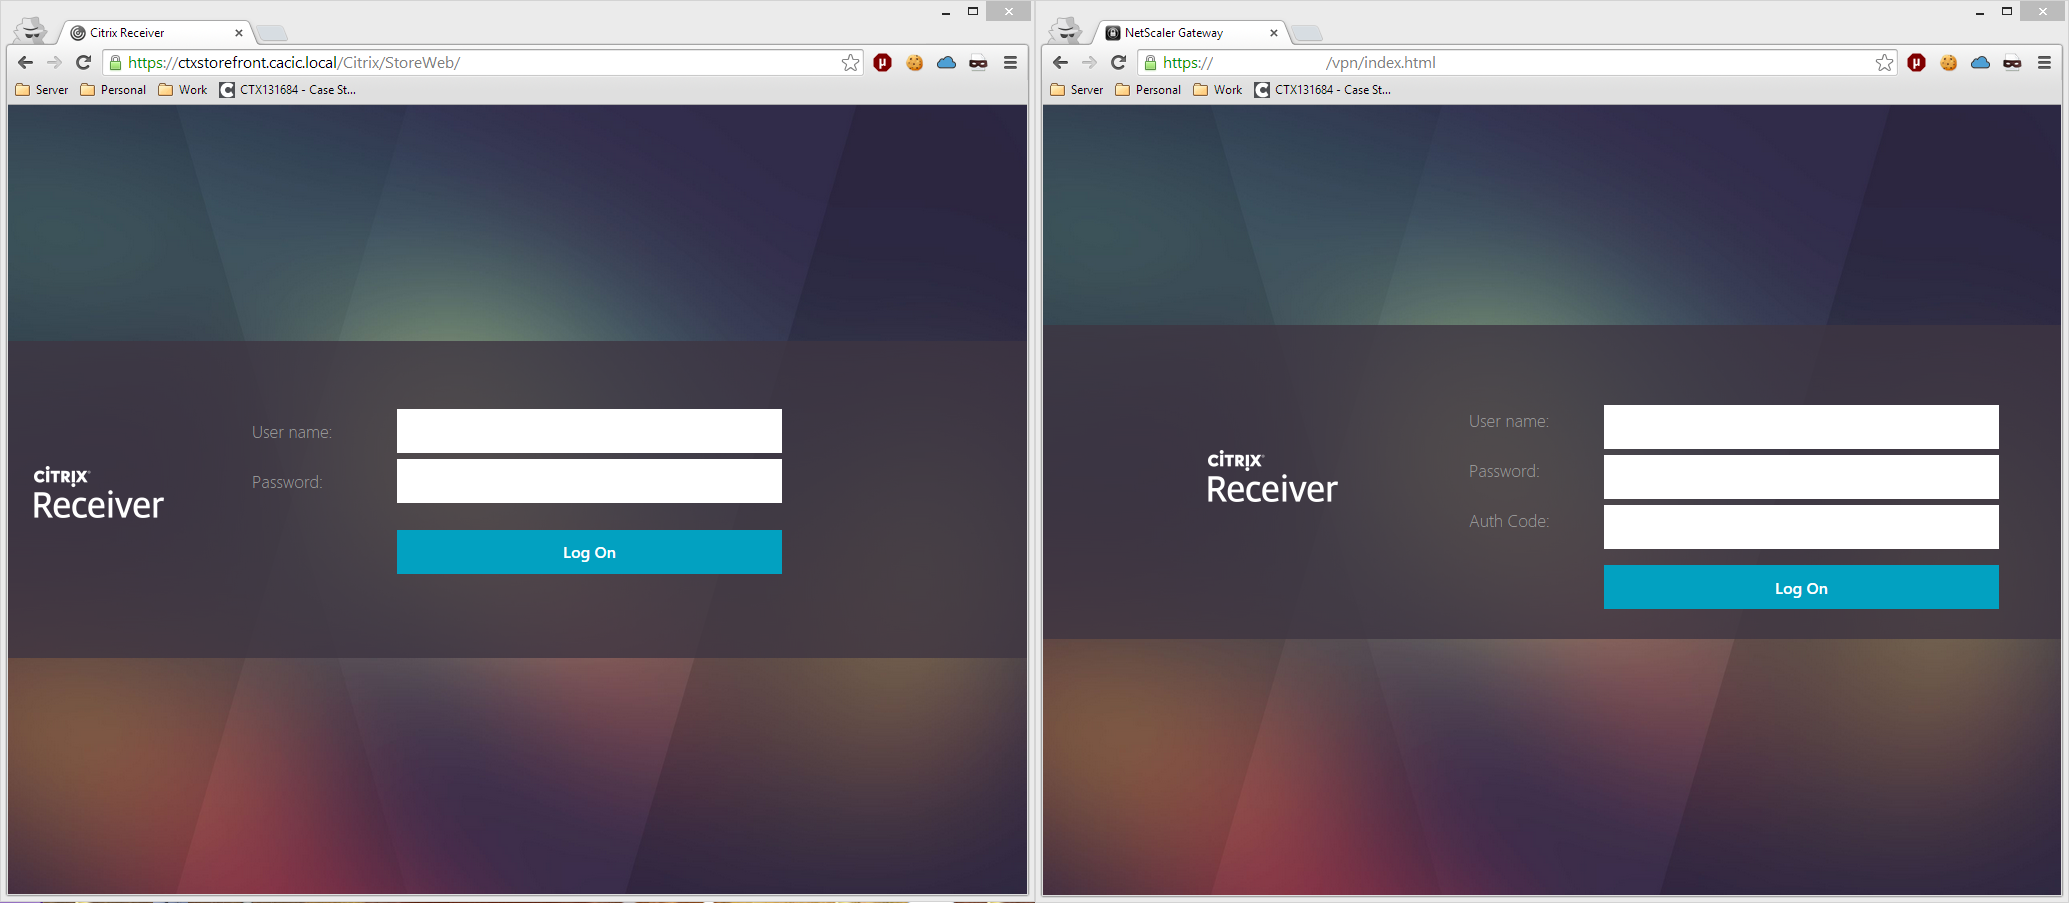 Citrix Receiver
https://ctxstorefront.cacic.local/Citrix/StoreWeb/
Server
Personal
Work
CTX131684 - Case St...
User name:
Password:
CITRIX
Receiver
Log On
NetScaler Gateway
https:// /vpn/index.html
Server
Personal
Work
CTX131684 - Case St...
User name:
Password:
Auth Code:
CITRIX
Receiver
Log On